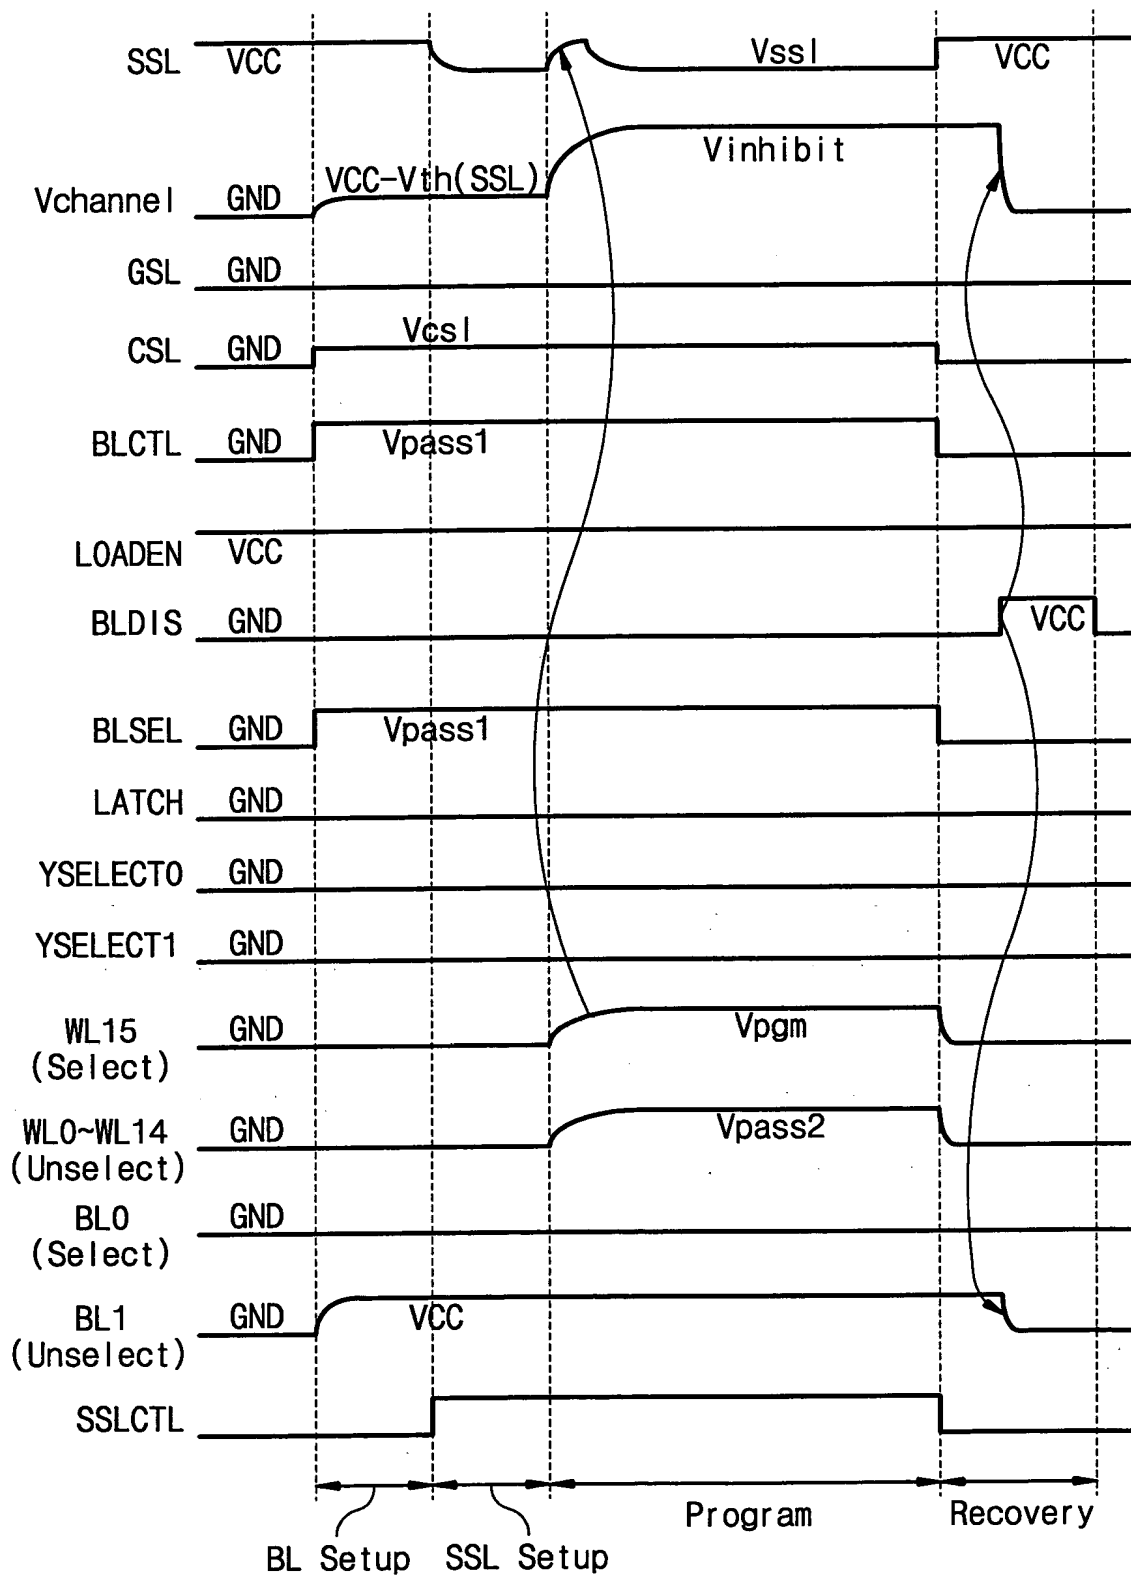 SSL VCC Vssl VCC
Vinhibit
VCC-Vth(SSL)
Vchannel GND
GSL GND
Vcsl
CSL GND
BLCTL GND Vpass1
LOADEN VCC
BLDIS GND VCC
BLSEL GND Vpass1
LATCH GND
YSELECT0 GND
YSELECT1 GND
WL15 GND Vpgm
(Select)
WL0~WL14 GND Vpass2
(Unselect)
BL0 GND
(Select)
BL1 GND VCC
(Unselect)
SSLCTL
Program Recovery
BL Setup SSL Setup